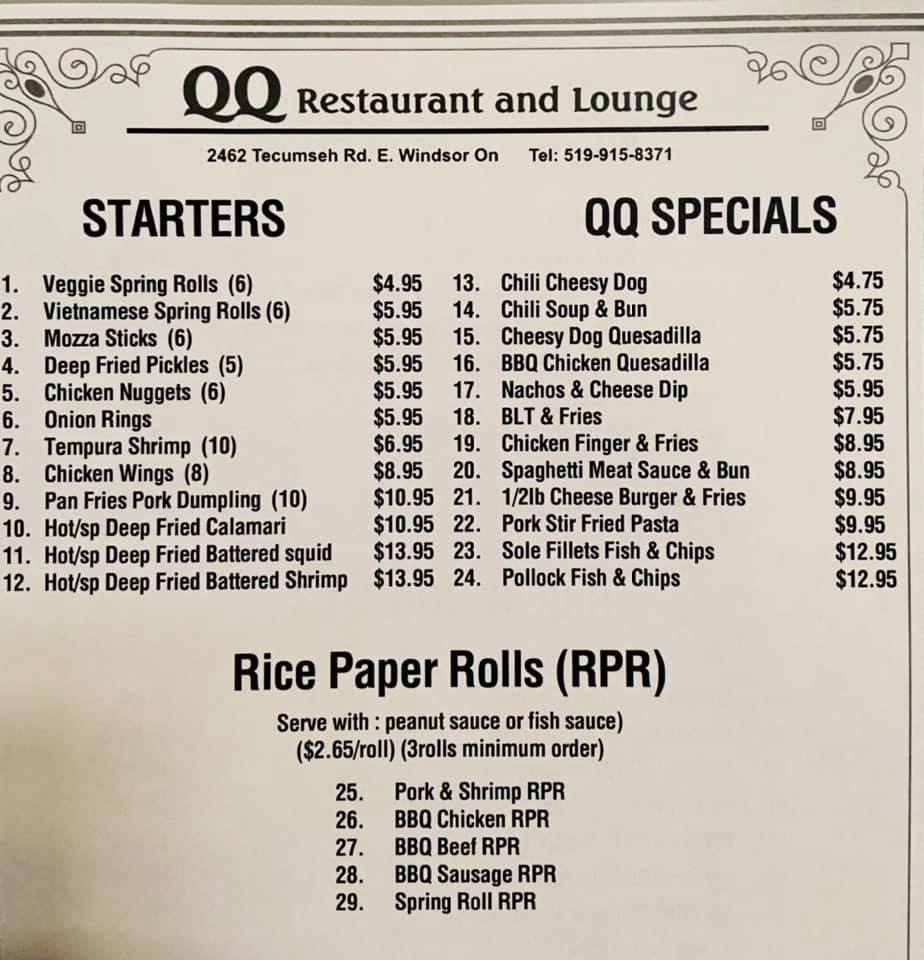 QQ Restaurant and Lounge
2462 Tecumseh Rd. E. Windsor On Tel: 519-915-8371
STARTERS
1. Veggie Spring Rolls (6) $4.95
2. Vietnamese Spring Rolls (6) $5.95
3. Mozza Sticks (6) $5.95
4. Deep Fried Pickles (5) $5.95
5. Chicken Nuggets (6) $5.95
6. Onion Rings $5.95
7. Tempura Shrimp (10) $6.95
8. Chicken Wings (8) $8.95
9. Pan Fries Pork Dumpling (10) $10.95
10. Hot/sp Deep Fried Calamari $10.95
11. Hot/sp Deep Fried Battered squid $13.95
12. Hot/sp Deep Fried Battered Shrimp $13.95
QQ SPECIALS
13. Chili Cheesy Dog $4.75
14. Chili Soup & Bun $5.75
15. Cheesy Dog Quesadilla $5.75
16. BBQ Chicken Quesadilla $5.75
17. Nachos & Cheese Dip $5.95
18. BLT & Fries $7.95
19. Chicken Finger & Fries $8.95
20. Spaghetti Meat Sauce & Bun $8.95
21. 1/2lb Cheese Burger & Fries $9.95
22. Pork Stir Fried Pasta $9.95
23. Sole Fillets Fish & Chips $12.95
24. Pollock Fish & Chips $12.95
Rice Paper Rolls (RPR)
Serve with : peanut sauce or fish sauce)
($2.65/roll) (3rolls minimum order)
25. Pork & Shrimp RPR
26. BBQ Chicken RPR
27. BBQ Beef RPR
28. BBQ Sausage RPR
29. Spring Roll RPR